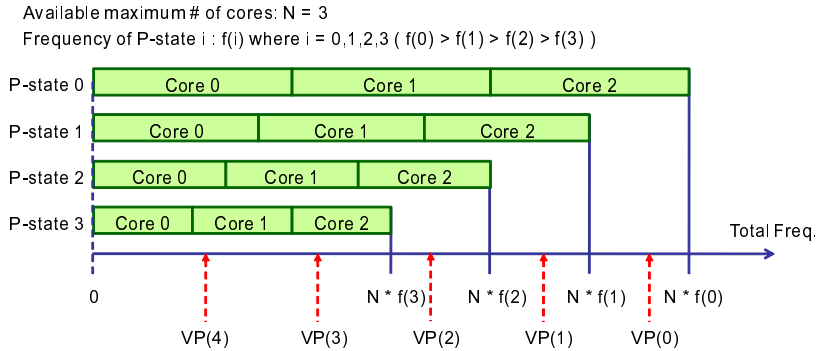 Available maximum # of cores: N = 3
Frequency of P-state i : f(i) where i = 0,1,2,3 ( f(0) > f(1) > f(2) > f(3) )
P-state 0 Core 0 Core 1 Core 2
P-state 1 Core 0 Core 1 Core 2
P-state 2 Core 0 Core 1 Core 2
P-state 3 Core 0 Core 1 Core 2
Total Freq.
0 N * f(3) N * f(2) N * f(1) N * f(0)
VP(4) VP(3) VP(2) VP(1) VP(0)